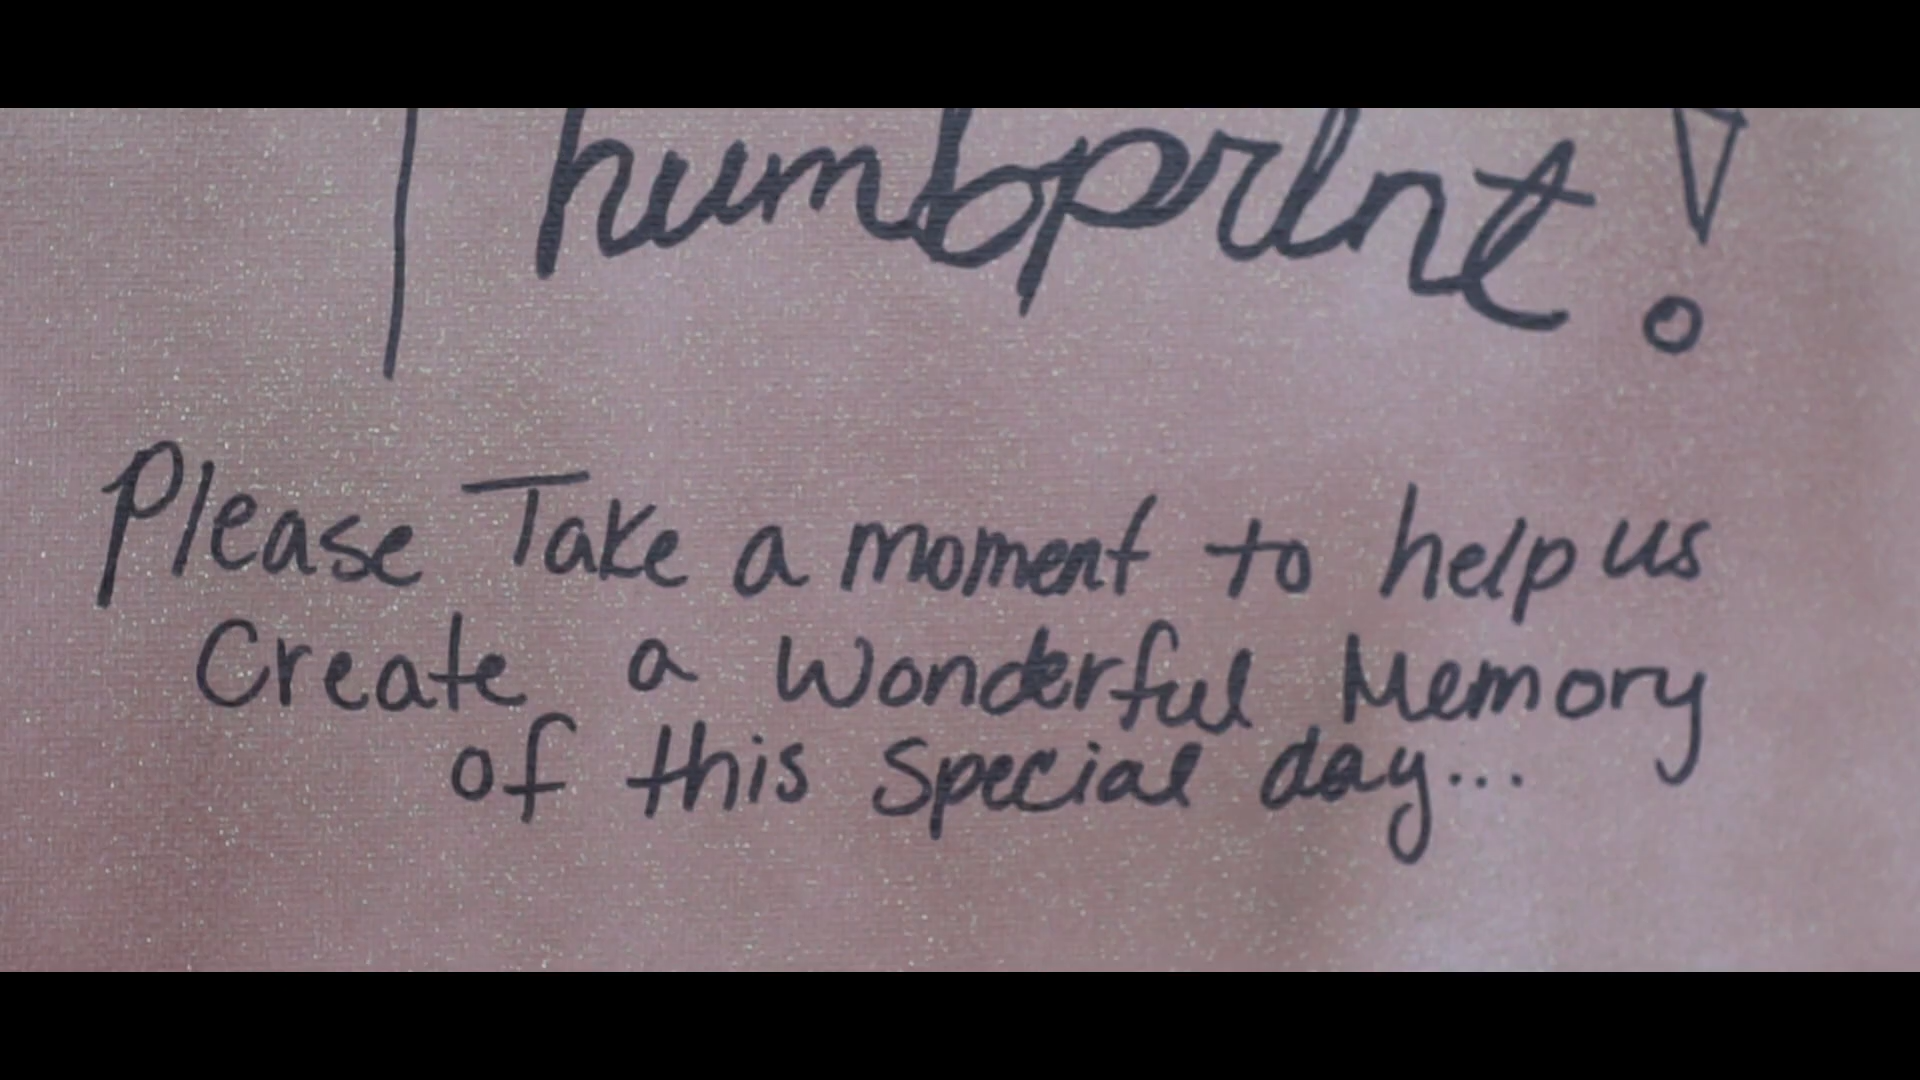 Thumbprint!
Please Take a moment to help us
Create a Wonderful Memory
of this special day...